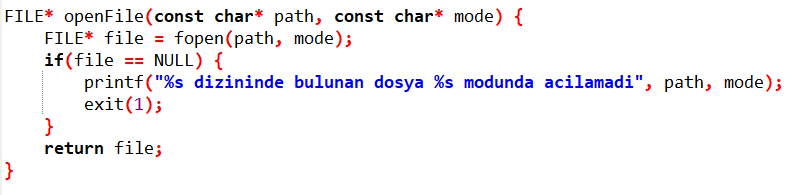 FILE* openFile(const char* path, const char* mode) {
    FILE* file = fopen(path, mode);
    if(file == NULL) {
        printf("%s dizininde bulunan dosya %s modunda acilamadi", path, mode);
        exit(1);
    }
    return file;
}